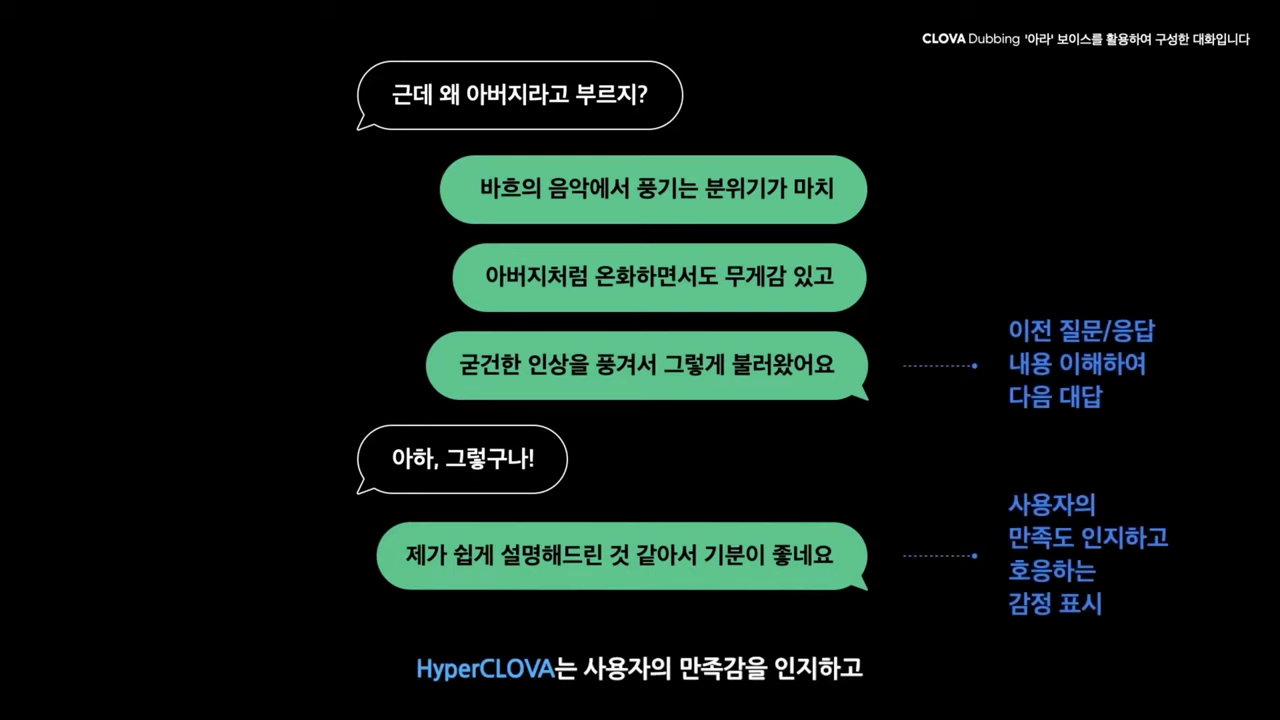 CLOVA Dubbing '아라' 보이스를 활용하여 구성한 대화입니다
근데 왜 아버지라고 부르지?
바흐의 음악에서 풍기는 분위기가 마치
아버지처럼 온화하면서도 무게감 있고
굳건한 인상을 풍겨서 그렇게 불러왔어요
이전 질문/응답
내용 이해하여
다음 대답
아하, 그렇구나!
제가 쉽게 설명해드린 것 같아서 기분이 좋네요
사용자의
만족도 인지하고
호응하는
감정 표시
HyperCLOVA는 사용자의 만족감을 인지하고